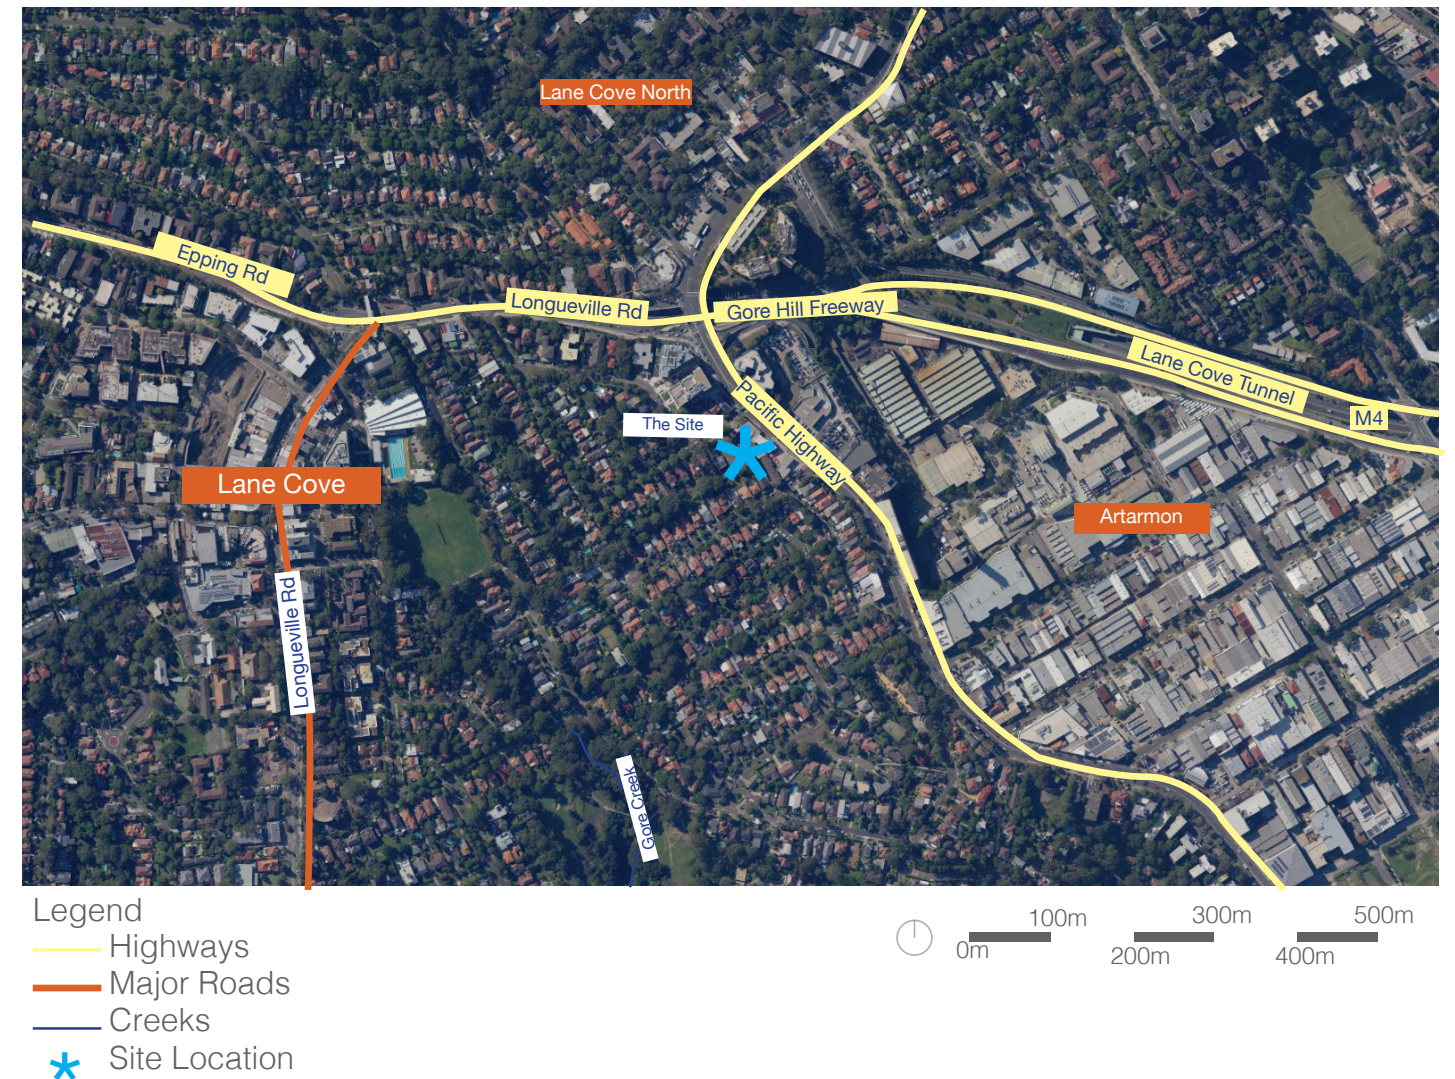 Lane Cove North
Epping Rd
Longueville Rd
Gore Hill Freeway
Lane Cove Tunnel
M4
Pacific Highway
The Site
Lane Cove
Artarmon
Longueville Rd
Gore Creek
Legend
Highways
Major Roads
Creeks
Site Location
0m
100m
200m
300m
400m
500m